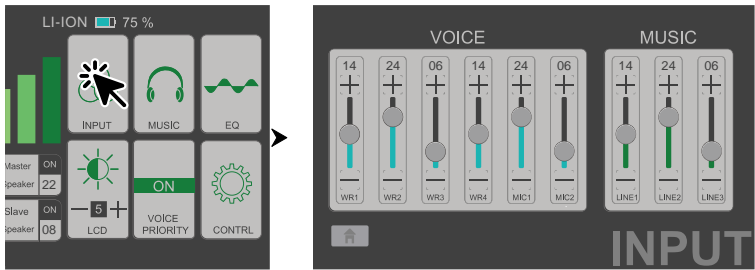 LI-ION 75 %
INPUT MUSIC EQ
Master ON
Speaker 22
Slave ON
Speaker 08
5
LCD
ON
VOICE
PRIORITY
CONTRL
VOICE
14 24 06 14 24 06
WR1 WR2 WR3 WR4 MIC1 MIC2
MUSIC
14 24 06
LINE1 LINE2 LINE3
INPUT